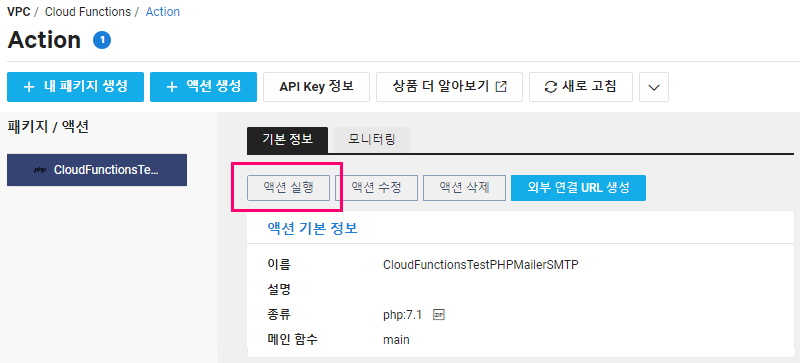 VPC / Cloud Functions / Action
Action 1
+ 내 패키지 생성 + 액션 생성 API Key 정보 상품 더 알아보기 새로 고침
패키지 / 액션
기본 정보 모니터링
php CloudFunctionsTe...
액션 실행 액션 수정 액션 삭제 외부 연결 URL 생성
액션 기본 정보
이름 CloudFunctionsTestPHPMailerSMTP
설명
종류 php:7.1 ZIP
메인 함수 main